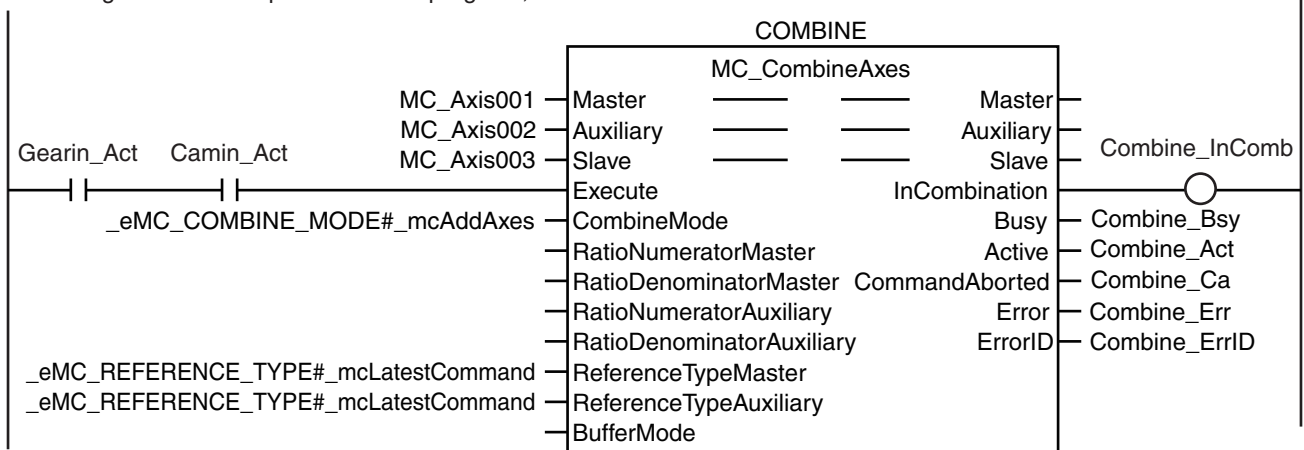 COMBINE
MC_CombineAxes
MC_Axis001 Master Master
MC_Axis002 Auxiliary Auxiliary
Gearin_Act Camin_Act MC_Axis003 Slave Slave Combine_InComb
Execute InCombination
_eMC_COMBINE_MODE#_mcAddAxes CombineMode Busy Combine_Bsy
RatioNumeratorMaster Active Combine_Act
RatioDenominatorMaster CommandAborted Combine_Ca
RatioNumeratorAuxiliary Error Combine_Err
RatioDenominatorAuxiliary ErrorID Combine_ErrID
_eMC_REFERENCE_TYPE#_mcLatestCommand ReferenceTypeMaster
_eMC_REFERENCE_TYPE#_mcLatestCommand ReferenceTypeAuxiliary
BufferMode